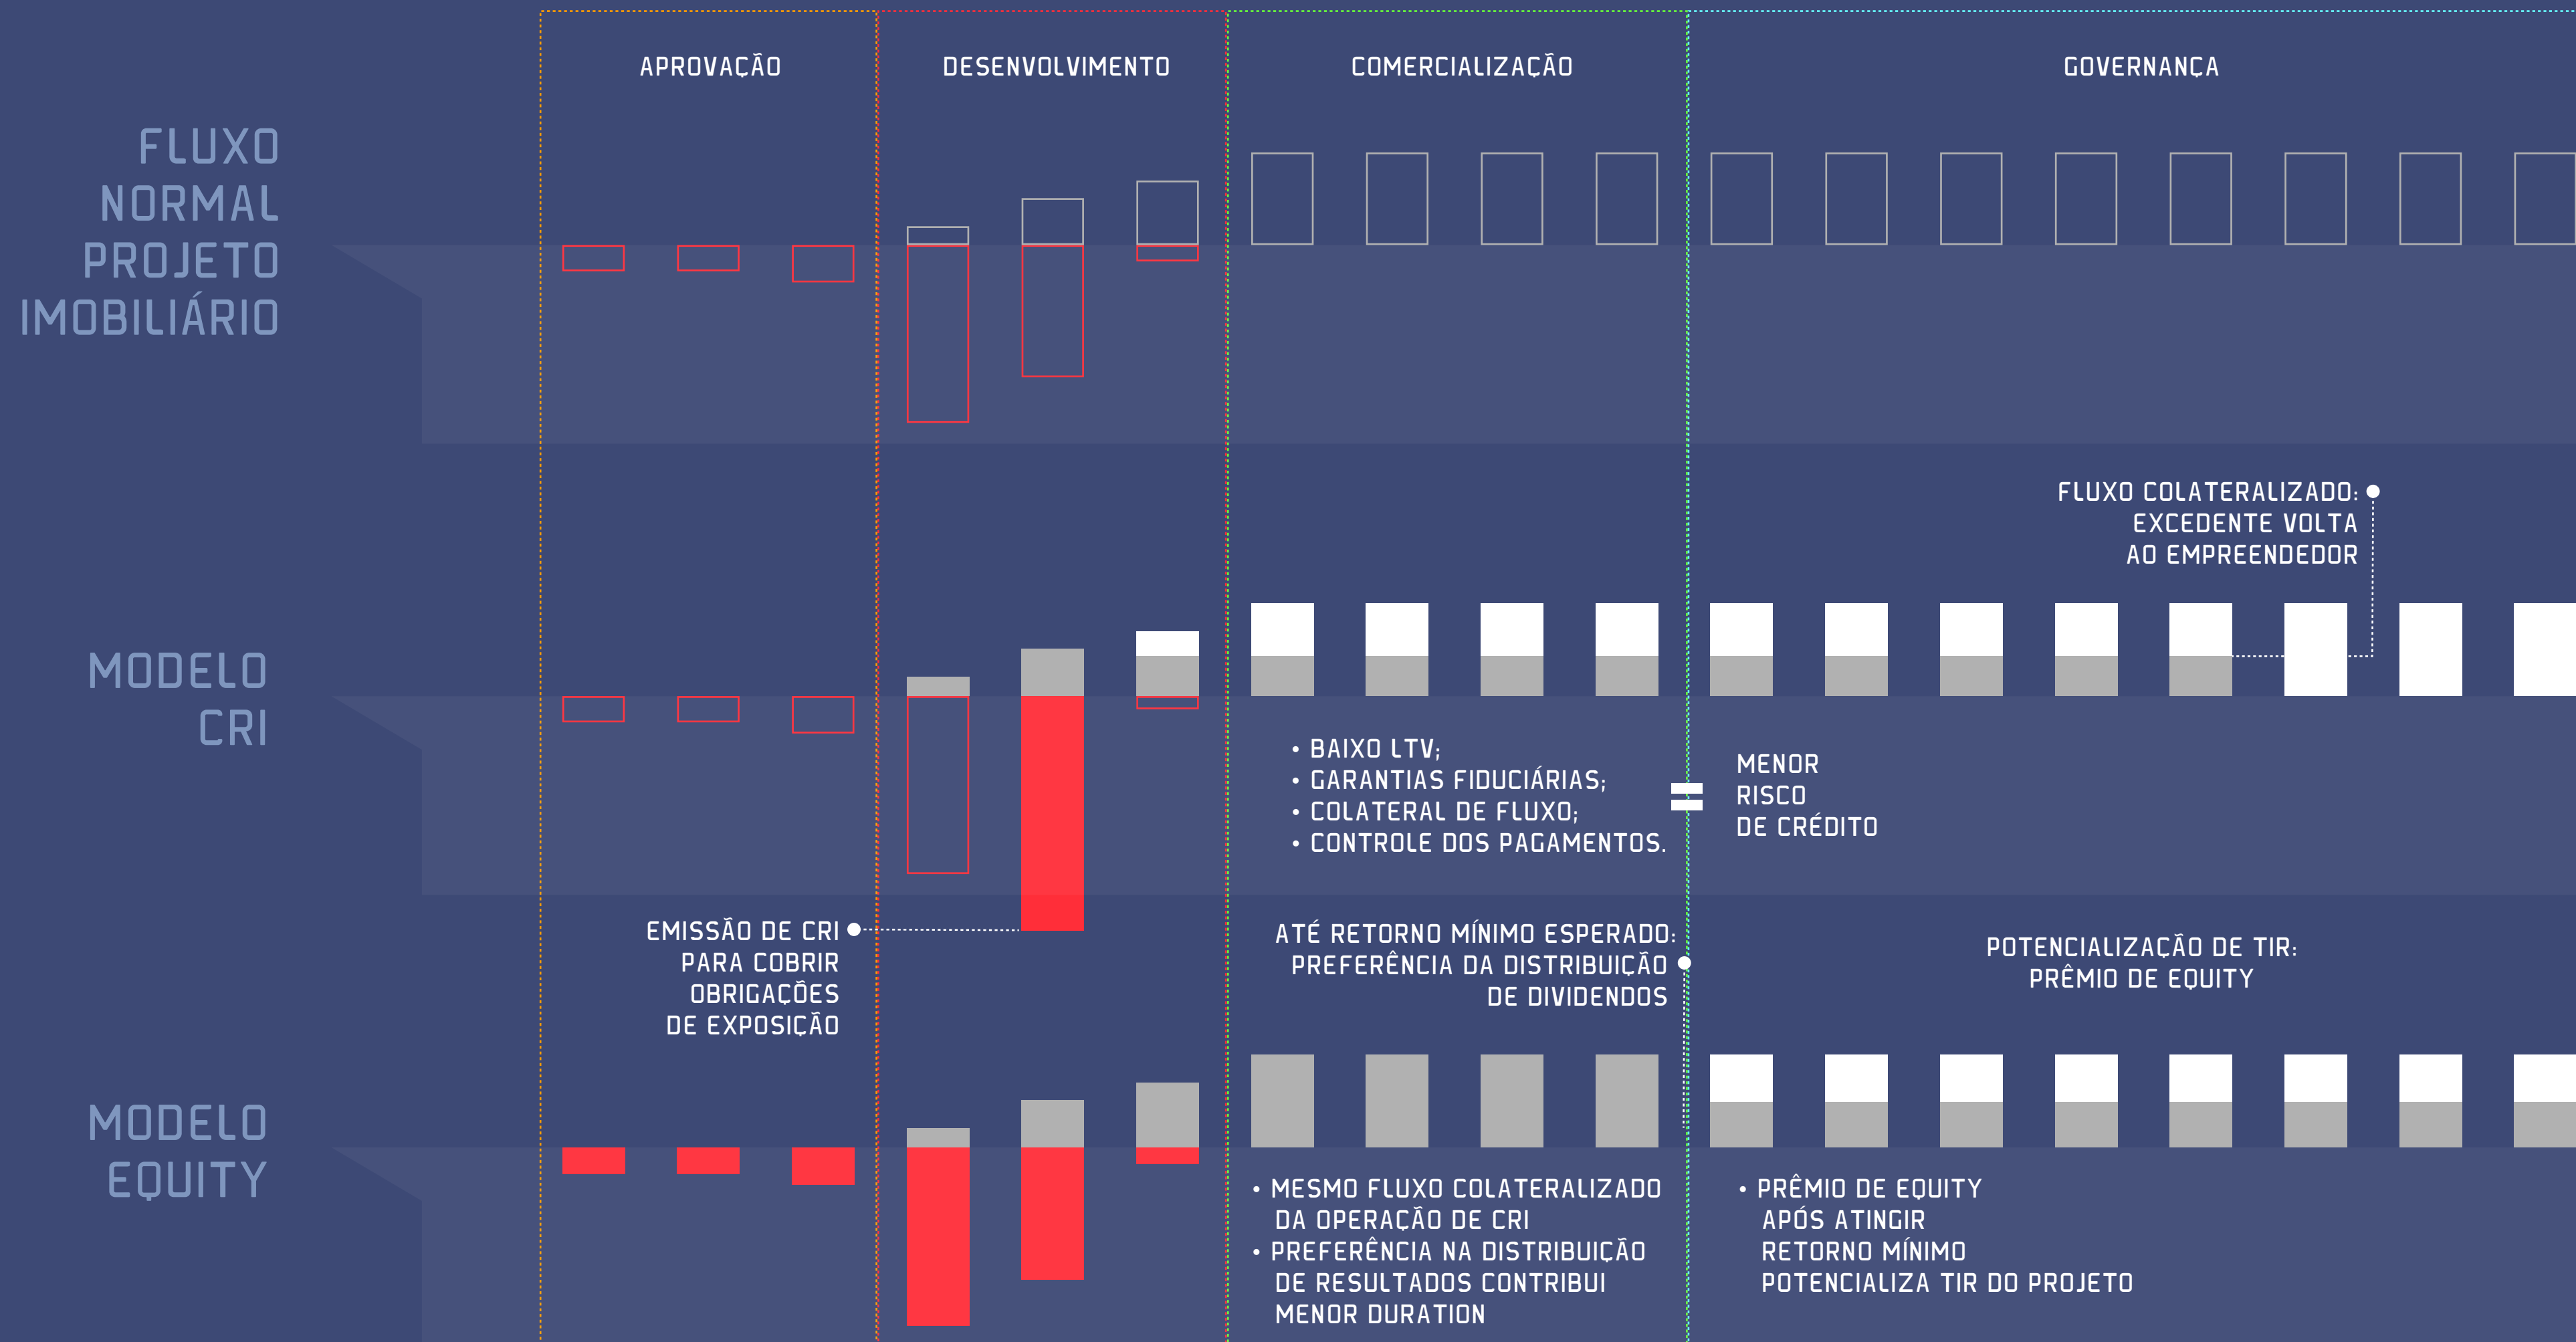 APROVAÇÃO
DESENVOLVIMENTO
COMERCIALIZAÇÃO
GOVERNANÇA
FLUXO
NORMAL
PROJETO
IMOBILIÁRIO
FLUXO COLATERALIZADO:
EXCEDENTE VOLTA
AO EMPREENDEDOR
MODELO
CRI
• BAIXO LTV;
• GARANTIAS FIDUCIÁRIAS;
• COLATERAL DE FLUXO;
• CONTROLE DOS PAGAMENTOS.
=
MENOR
RISCO
DE CRÉDITO
EMISSÃO DE CRI
PARA COBRIR
OBRIGAÇÕES
DE EXPOSIÇÃO
ATÉ RETORNO MÍNIMO ESPERADO:
PREFERÊNCIA DA DISTRIBUIÇÃO
DE DIVIDENDOS
POTENCIALIZAÇÃO DE TIR:
PRÊMIO DE EQUITY
MODELO
EQUITY
• MESMO FLUXO COLATERALIZADO
DA OPERAÇÃO DE CRI
• PREFERÊNCIA NA DISTRIBUIÇÃO
DE RESULTADOS CONTRIBUI
MENOR DURATION
• PRÊMIO DE EQUITY
APÓS ATINGIR
RETORNO MÍNIMO
POTENCIALIZA TIR DO PROJETO